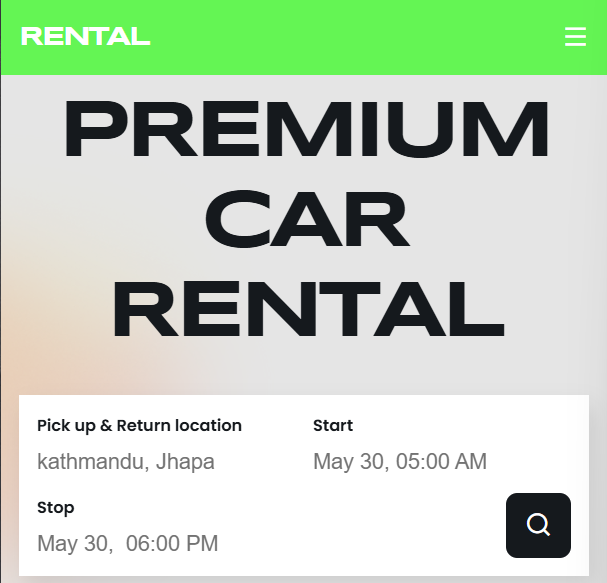 RENTAL
PREMIUM
CAR
RENTAL
Pick up & Return location
kathmandu, Jhapa
Start
May 30, 05:00 AM
Stop
May 30,  06:00 PM